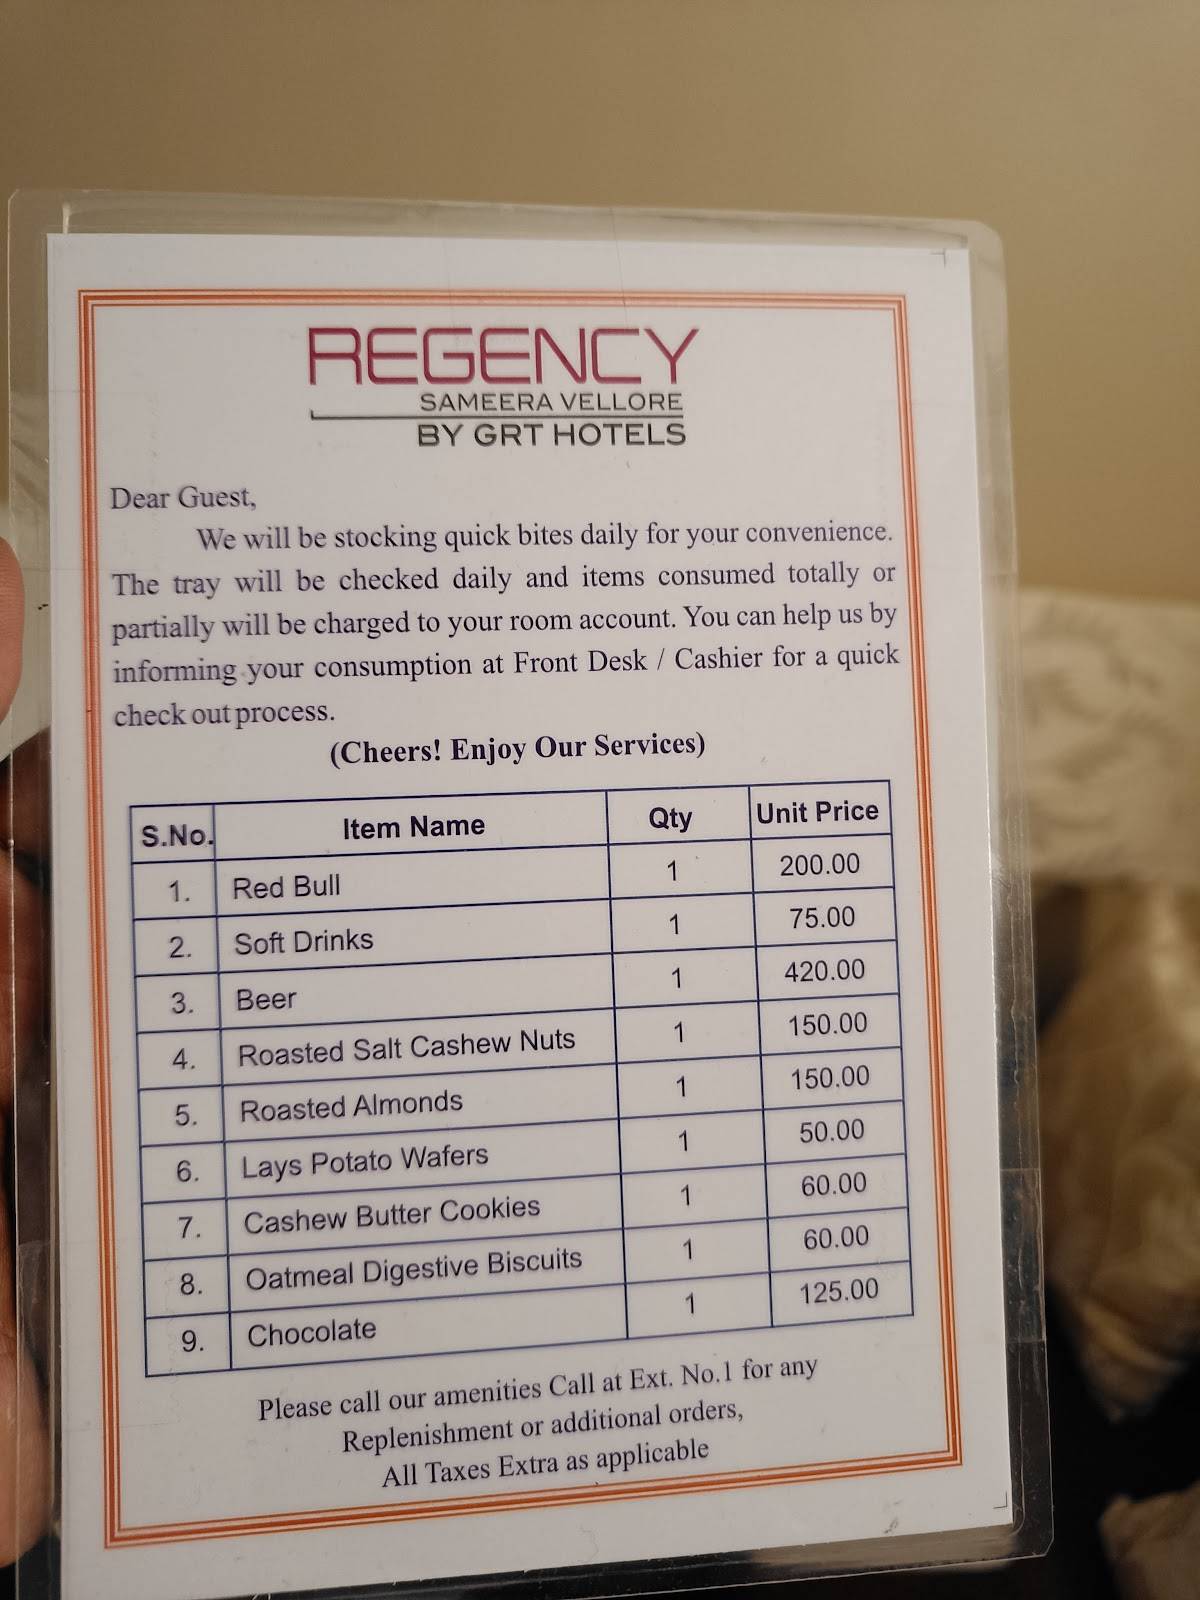 REGENCY
SAMEERA VELLORE
BY GRT HOTELS
Dear Guest,
We will be stocking quick bites daily for your convenience.
The tray will be checked daily and items consumed totally or
partially will be charged to your room account. You can help us by
informing your consumption at Front Desk / Cashier for a quick
check out process.
(Cheers! Enjoy Our Services)
S.No. Item Name Qty Unit Price
1. Red Bull 1 200.00
2. Soft Drinks 1 75.00
3. Beer 1 420.00
4. Roasted Salt Cashew Nuts 1 150.00
5. Roasted Almonds 1 150.00
6. Lays Potato Wafers 1 50.00
7. Cashew Butter Cookies 1 60.00
8. Oatmeal Digestive Biscuits 1 60.00
9. Chocolate 1 125.00
Please call our amenities Call at Ext. No.1 for any
Replenishment or additional orders,
All Taxes Extra as applicable